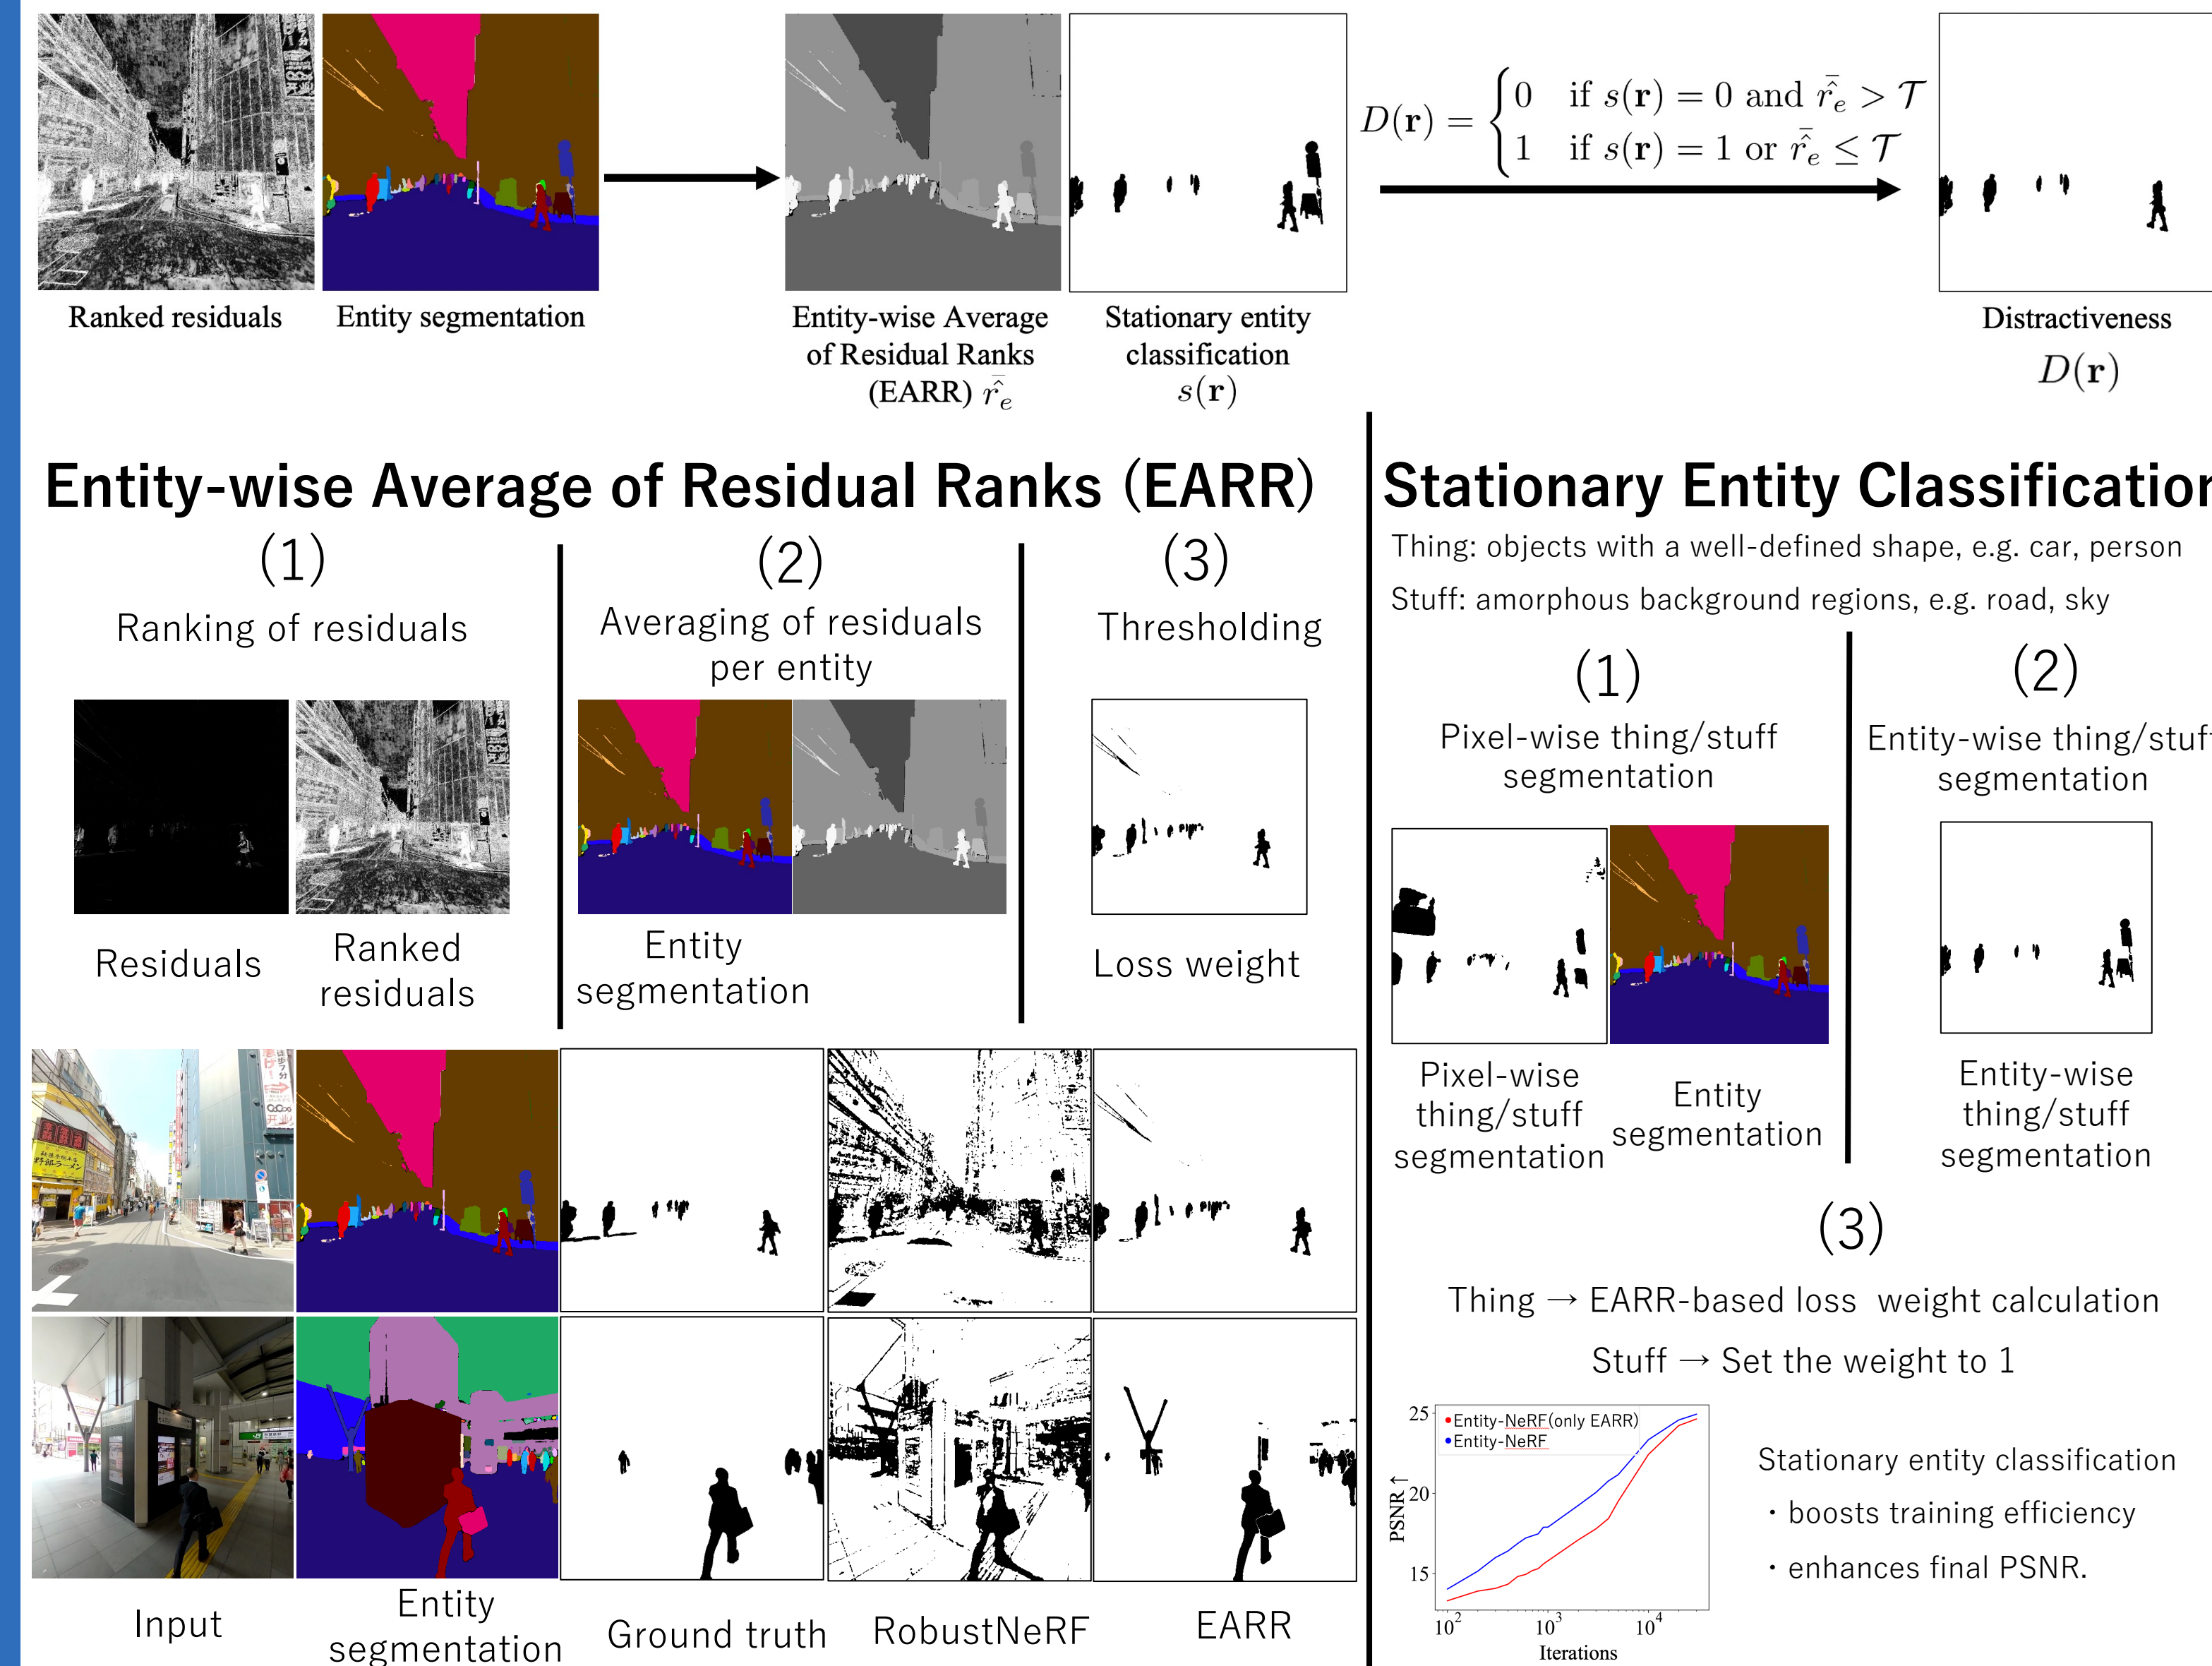 Ranked residuals
Entity segmentation
Entity-wise Average
of Residual Ranks
(EARR) $\bar{\hat{r_e}}$
Stationary entity
classification
$s(\mathbf{r})$
$D(\mathbf{r}) = \begin{cases} 0 & \text{if } s(\mathbf{r}) = 0 \text{ and } \bar{\hat{r_e}} > \mathcal{T} \\ 1 & \text{if } s(\mathbf{r}) = 1 \text{ or } \bar{\hat{r_e}} \leq \mathcal{T} \end{cases}$
Distractiveness
$D(\mathbf{r})$
Entity-wise Average of Residual Ranks (EARR)
(1)
Ranking of residuals
Residuals
Ranked
residuals
(2)
Averaging of residuals
per entity
Entity
segmentation
(3)
Thresholding
Loss weight
Input
Entity
segmentation
Ground truth
RobustNeRF
EARR
Stationary Entity Classification
Thing: objects with a well-defined shape, e.g. car, person
Stuff: amorphous background regions, e.g. road, sky
(1)
Pixel-wise thing/stuff
segmentation
Pixel-wise
thing/stuff
segmentation
Entity
segmentation
(2)
Entity-wise thing/stuff
segmentation
Entity-wise
thing/stuff
segmentation
(3)
Thing → EARR-based loss weight calculation
Stuff → Set the weight to 1
Entity-NeRF(only EARR)
Entity-NeRF
PSNR ↑
25
20
15
10²
10³
10⁴
Iterations
Stationary entity classification
・boosts training efficiency
・enhances final PSNR.